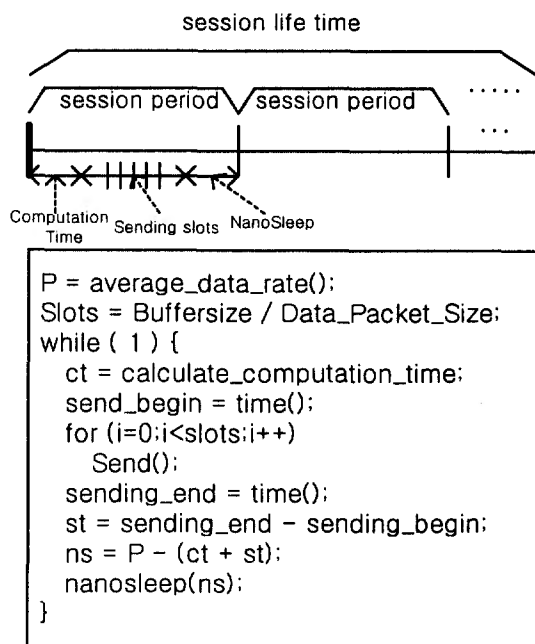 session life time
session period session period .....
...
Computation Time Sending slots NanoSleep
P = average_data_rate();
Slots = Buffersize / Data_Packet_Size;
while ( 1 ) {
ct = calculate_computation_time;
send_begin = time();
for (i=0;i<slots;i++)
Send();
sending_end = time();
st = sending_end - sending_begin;
ns = P - (ct + st);
nanosleep(ns);
}